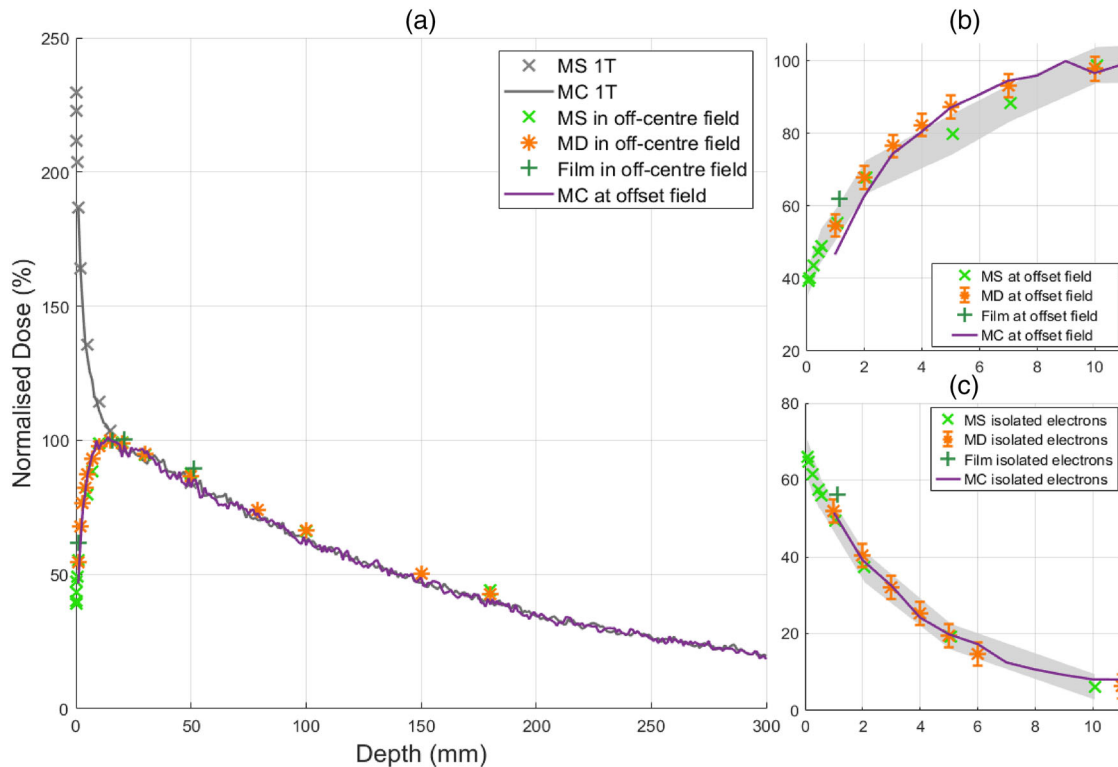 (a)
250
200
150
100
50
0
0 50 100 150 200 250 300
Normalised Dose (%)
Depth (mm)
MS 1T
MC 1T
MS in off-centre field
MD in off-centre field
Film in off-centre field
MC at offset field
(b)
100
80
60
40
20
0 2 4 6 8 10
MS at offset field
MD at offset field
Film at offset field
MC at offset field
(c)
80
60
40
20
0
0 2 4 6 8 10
MS isolated electrons
MD isolated electrons
Film isolated electrons
MC isolated electrons